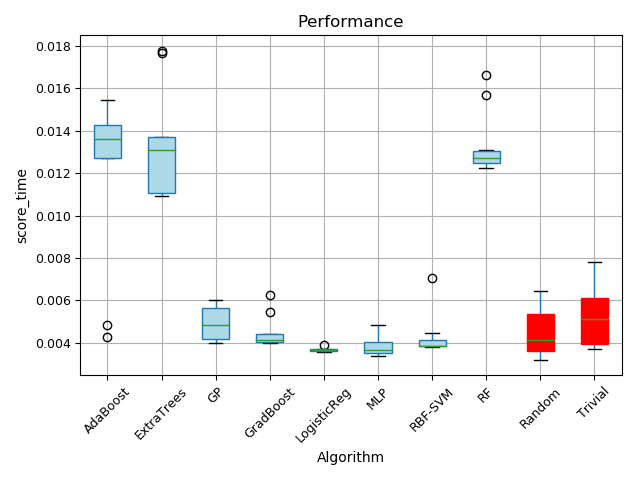 Performance
0.018
0.016
0.014
0.012
0.010
0.008
0.006
0.004
score_time
AdaBoost
ExtraTrees
GP
GradBoost
LogisticReg
MLP
RBF-SVM
RF
Random
Trivial
Algorithm